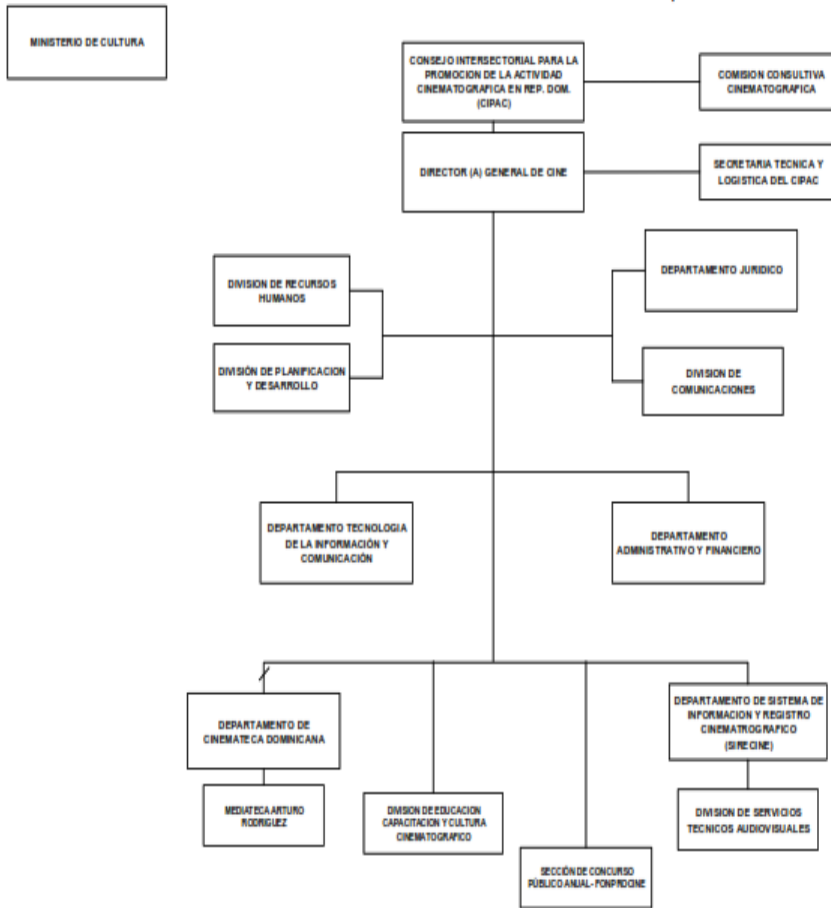 MINISTERIO DE CULTURA
CONSEJO INTERSECTORIAL PARA LA
PROMOCION DE LA ACTIVIDAD
CINEMATOGRAFICA EN REP. DOM.
(CIPAC)
COMISION CONSULTIVA
CINEMATOGRAFICA
DIRECTOR (A) GENERAL DE CINE
SECRETARIA TECNICA Y
LOGISTICA DEL CIPAC
DIVISION DE RECURSOS
HUMANOS
DEPARTAMENTO JURIDICO
DIVISIÓN DE PLANIFICACION
Y DESARROLLO
DIVISION DE
COMUNICACIONES
DEPARTAMENTO TECNOLOGIA
DE LA INFORMACIÓN Y
COMUNICACIÓN
DEPARTAMENTO
ADMINISTRATIVO Y FINANCIERO
DEPARTAMENTO DE
CINEMATECA DOMINICANA
DEPARTAMENTO DE SISTEMA DE
INFORMACION Y REGISTRO
CINEMATROGRAFICO
(SIRECINE)
MEDIATECA ARTURO
RODRIGUEZ
DIVISION DE EDUCACION
CAPACITACION Y CULTURA
CINEMATOGRAFICO
DIVISION DE SERVICIOS
TECNICOS AUDIOVISUALES
SECCIÓN DE CONCURSO
PÚBLICO ANUAL- FONPROCINE